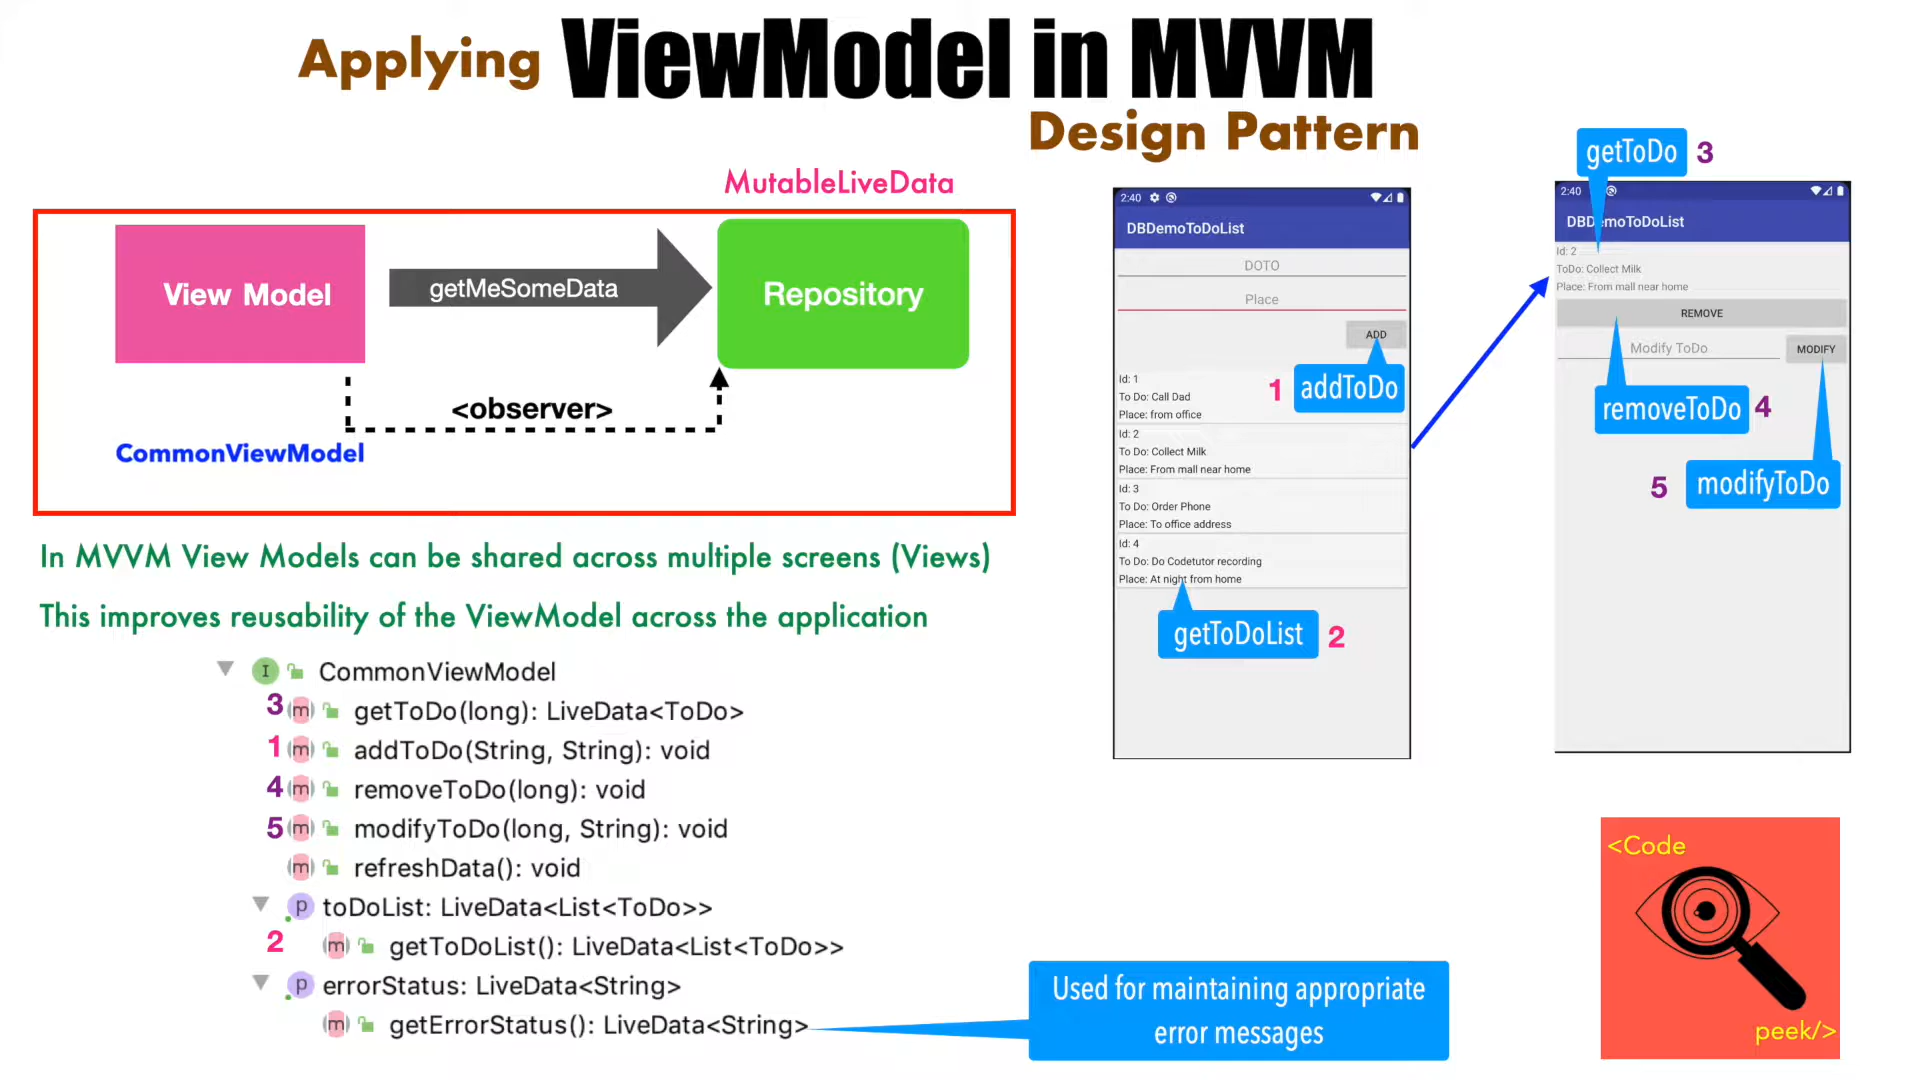 Applying ViewModel in MVVM
Design Pattern
MutableLiveData
View Model
getMeSomeData
Repository
<observer>
CommonViewModel
In MVVM View Models can be shared across multiple screens (Views)
This improves reusability of the ViewModel across the application
CommonViewModel
3 m getToDo(long): LiveData<ToDo>
1 m addToDo(String, String): void
4 m removeToDo(long): void
5 m modifyToDo(long, String): void
m refreshData(): void
p toDoList: LiveData<List<ToDo>>
2 m getToDoList(): LiveData<List<ToDo>>
p errorStatus: LiveData<String>
m getErrorStatus(): LiveData<String>
Used for maintaining appropriate
error messages
2:40
DBDemoToDoList
DOTO
Place
ADD
1 addToDo
Id: 1
To Do: Call Dad
Place: from office
Id: 2
To Do: Collect Milk
Place: From mall near home
Id: 3
To Do: Order Phone
Place: To office address
Id: 4
To Do: Do Codetutor recording
Place: At night from home
getToDoList 2
getToDo 3
2:40
DBDemoToDoList
Id: 2
ToDo: Collect Milk
Place: From mall near home
REMOVE
Modify ToDo
MODIFY
removeToDo 4
5 modifyToDo
<Code
peek/>